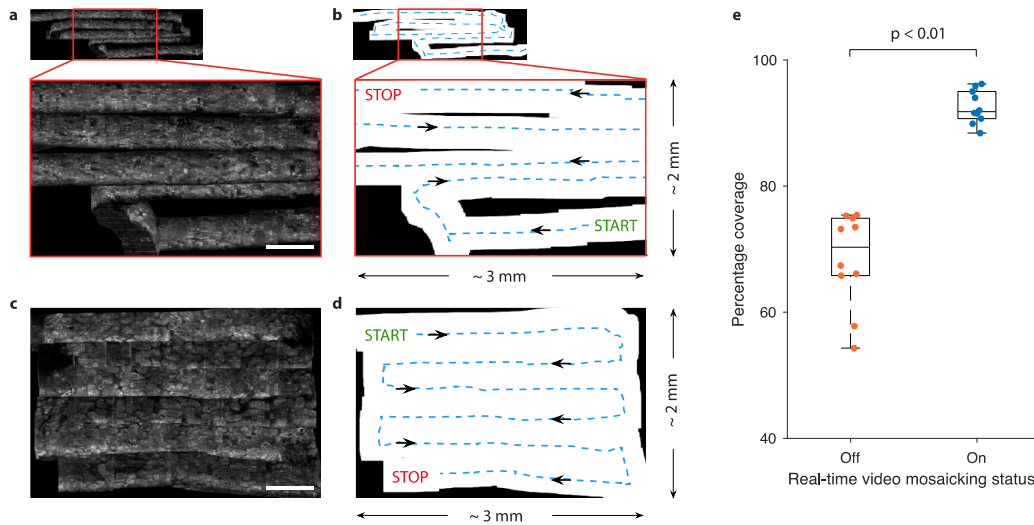 a
b
STOP
START
~ 2 mm
~ 3 mm
c
d
START
STOP
~ 2 mm
~ 3 mm
e
p < 0.01
100
80
60
40
Percentage coverage
Off
On
Real-time video mosaicking status